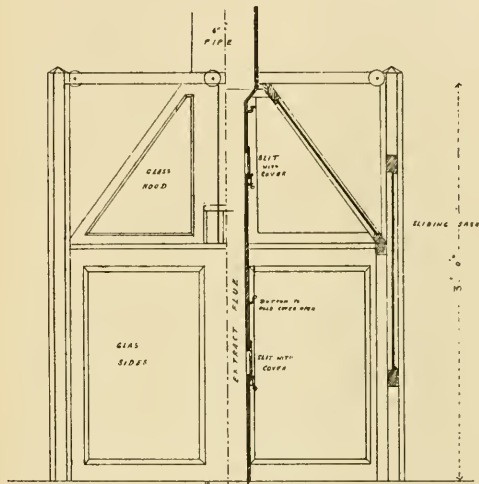 6"
PIPE
GLASS
HOOD
SLIT
WITH
COVER
SLIDING SASH
EXTRACT FLUE
BUTTON TO
HOLD COVER OPEN
GLAS
SIDES
SLIT WITH
COVER